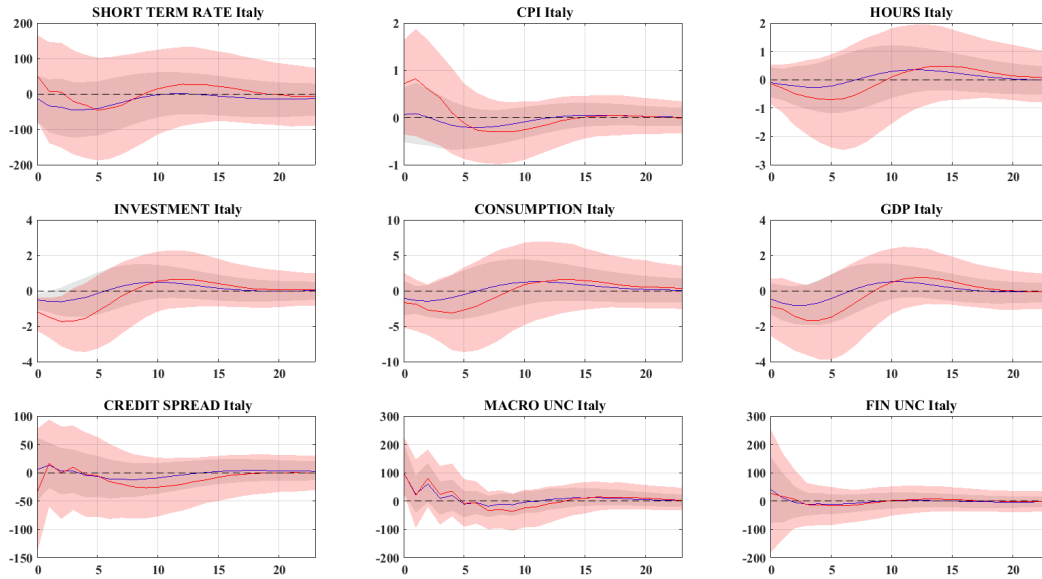 SHORT TERM RATE Italy
200
100
0
-100
-200
0 5 10 15 20
CPI Italy
2
1
0
-1
0 5 10 15 20
HOURS Italy
2
1
0
-1
-2
-3
0 5 10 15 20
INVESTMENT Italy
4
2
0
-2
-4
0 5 10 15 20
CONSUMPTION Italy
10
5
0
-5
-10
0 5 10 15 20
GDP Italy
4
2
0
-2
-4
0 5 10 15 20
CREDIT SPREAD Italy
100
50
0
-50
-100
-150
0 5 10 15 20
MACRO UNC Italy
300
200
100
0
-100
-200
0 5 10 15 20
FIN UNC Italy
300
200
100
0
-100
-200
0 5 10 15 20